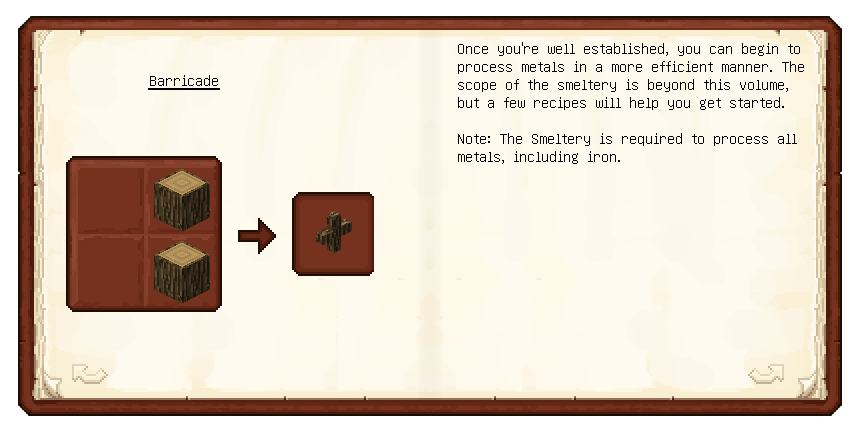 Barricade
Once you're well established, you can begin to
process metals in a more efficient manner. The
scope of the smeltery is beyond this volume,
but a few recipes will help you get started.
Note: The Smeltery is required to process all
metals, including iron.